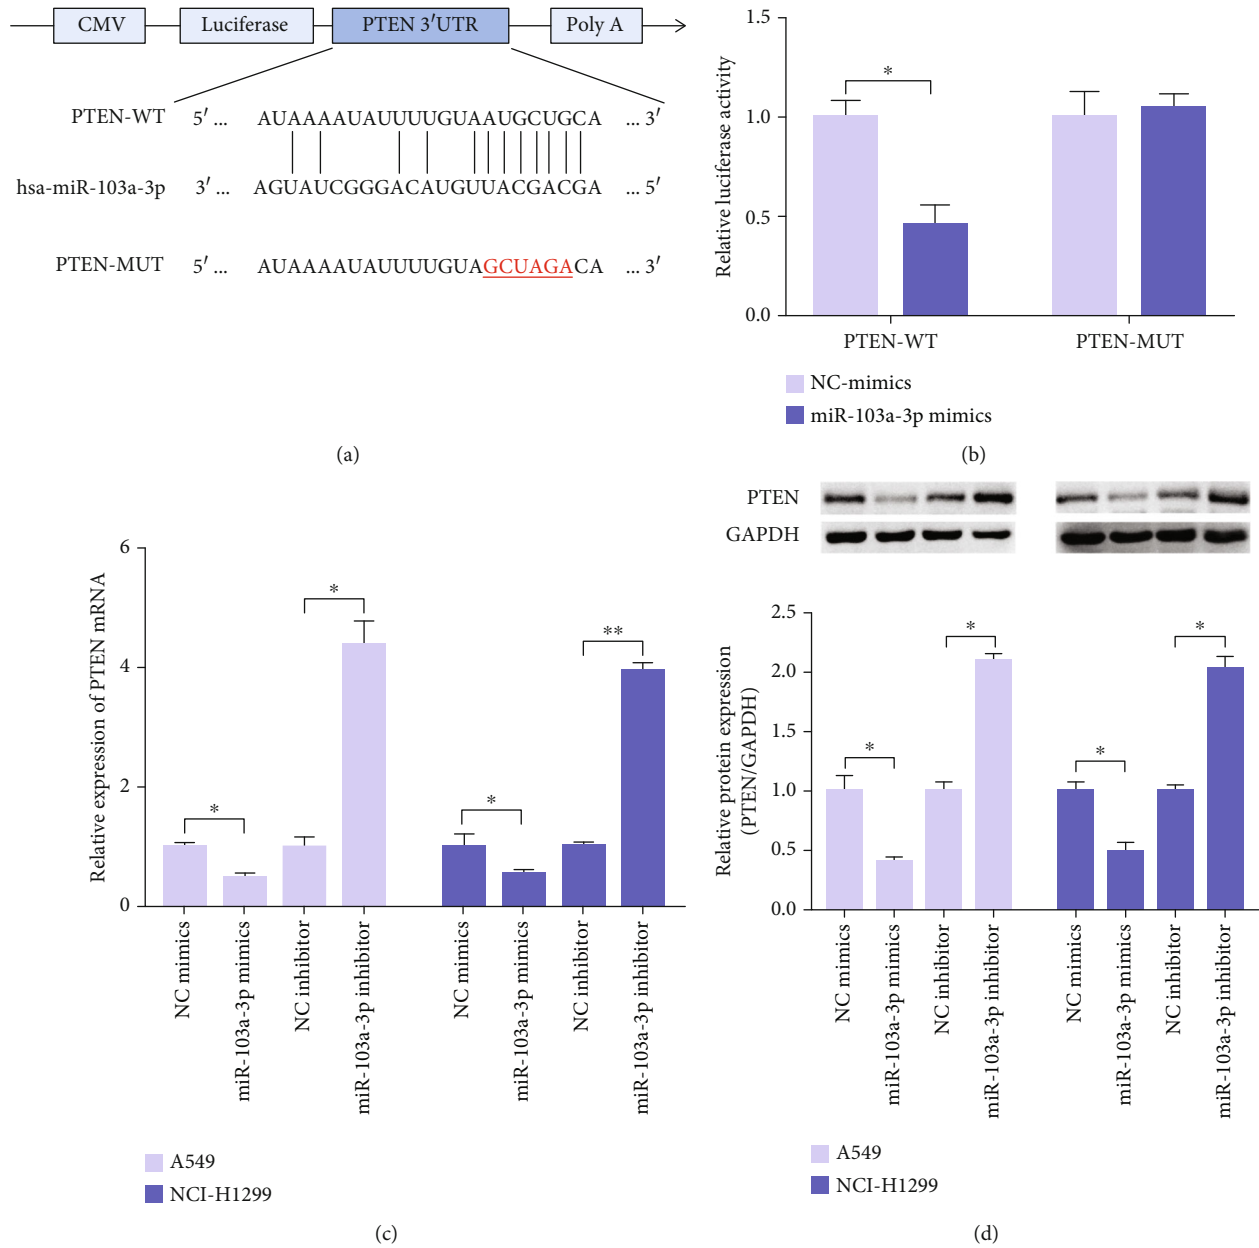 CMV Luciferase PTEN 3′UTR Poly A
PTEN-WT 5′ ... AUAAAAUAUUUUGUAAUGCUGCA ... 3′
hsa-miR-103a-3p 3′ ... AGUAUCGGGACAUGUUACGACGA ... 5′
PTEN-MUT 5′ ... AUAAAAUAUUUUGUAGCUAGACA ... 3′
(a)
Relative luciferase activity
1.5
1.0
0.5
0.0
*
PTEN-WT PTEN-MUT
NC-mimics
miR-103a-3p mimics
(b)
Relative expression of PTEN mRNA
6
4
2
0
* * * **
NC mimics
miR-103a-3p mimics
NC inhibitor
miR-103a-3p inhibitor
NC mimics
miR-103a-3p mimics
NC inhibitor
miR-103a-3p inhibitor
A549
NCI-H1299
(c)
PTEN
GAPDH
Relative protein expression
(PTEN/GAPDH)
2.5
2.0
1.5
1.0
0.5
0.0
* * * *
NC mimics
miR-103a-3p mimics
NC inhibitor
miR-103a-3p inhibitor
NC mimics
miR-103a-3p mimics
NC inhibitor
miR-103a-3p inhibitor
A549
NCI-H1299
(d)